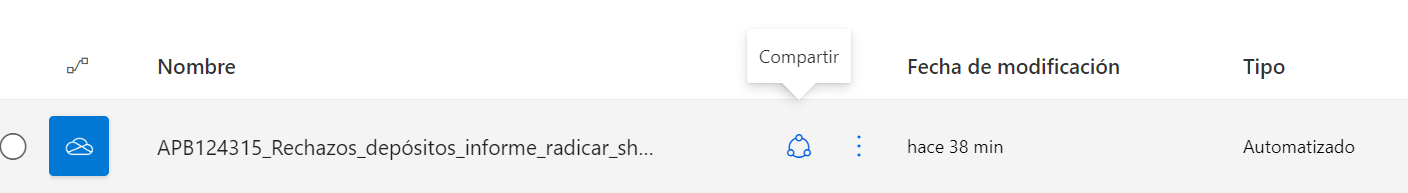 Compartir
Nombre
Fecha de modificación
Tipo
APB124315_Rechazos_depósitos_informe_radicar_sh...
hace 38 min
Automatizado